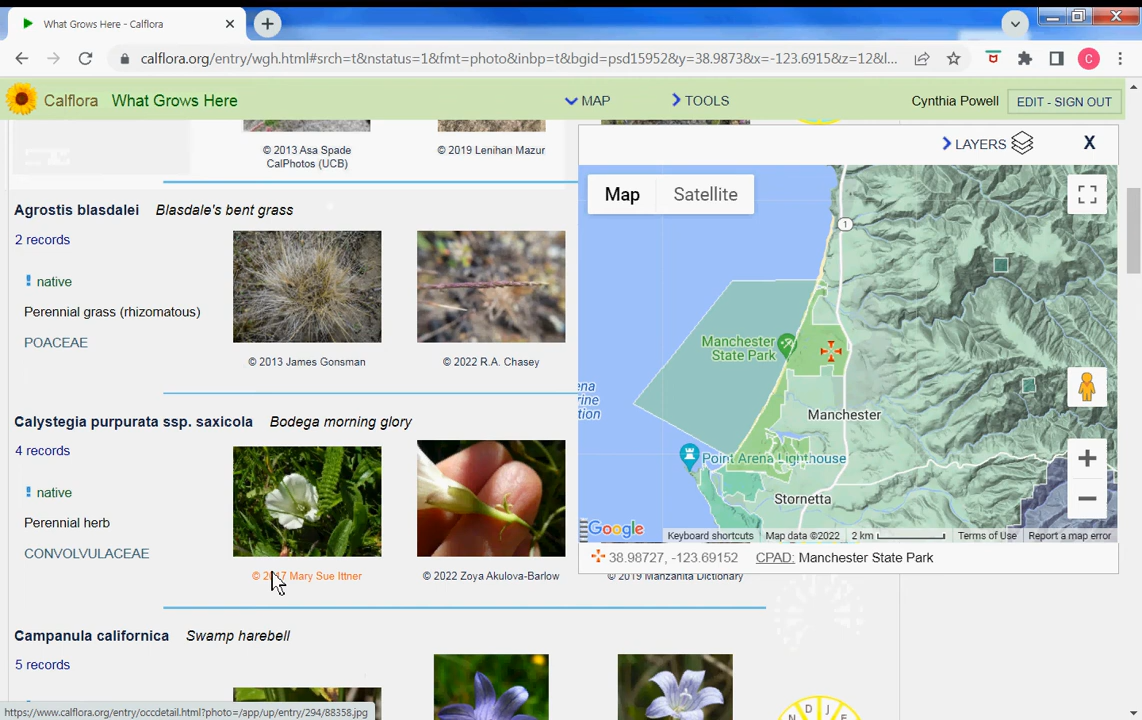 What Grows Here - Calflora
calflora.org/entry/wgh.html#srch=t&nstatus=1&fmt=photo&inbp=t&bgid=psd15952&y=38.9873&x=-123.6915&z=12&l...
C
Calflora What Grows Here
MAP
TOOLS
Cynthia Powell
EDIT - SIGN OUT
© 2013 Asa Spade
CalPhotos (UCB)
© 2019 Lenihan Mazur
LAYERS
X
Map
Satellite
1
Agrostis blasdalei Blasdale's bent grass
2 records
! native
Perennial grass (rhizomatous)
POACEAE
© 2013 James Gonsman
© 2022 R.A. Chasey
Manchester
State Park
ena
rine
tion
Manchester
Point Arena Lighthouse
Stornetta
Google
Keyboard shortcuts
Map data ©2022
2 km
Terms of Use
Report a map error
38.98727, -123.69152
CPAD: Manchester State Park
Calystegia purpurata ssp. saxicola Bodega morning glory
4 records
! native
Perennial herb
CONVOLVULACEAE
© 2017 Mary Sue Ittner
© 2022 Zoya Akulova-Barlow
© 2019 Manzanita Dictionary
Campanula californica Swamp harebell
5 records
N D J F
https://www.calflora.org/entry/occdetail.html?photo=/app/up/entry/294/88358.jpg